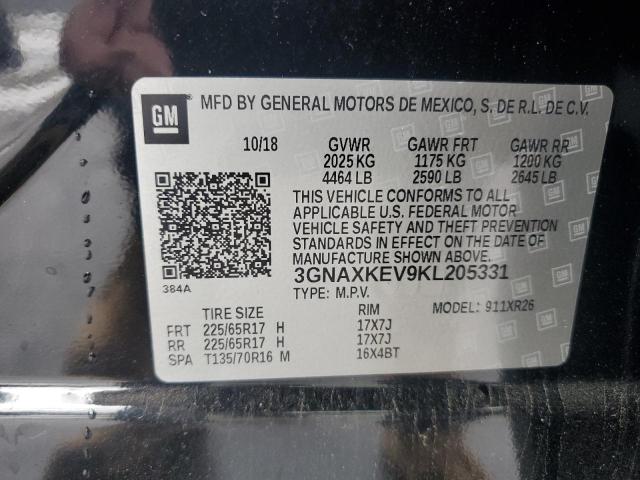 GM MFD BY GENERAL MOTORS DE MEXICO, S. DE R.L. DE C.V.
10/18 GVWR GAWR FRT GAWR RR
2025 KG 1175 KG 1200 KG
4464 LB 2590 LB 2645 LB
THIS VEHICLE CONFORMS TO ALL
APPLICABLE U.S. FEDERAL MOTOR
VEHICLE SAFETY AND THEFT PREVENTION
STANDARDS IN EFFECT ON THE DATE OF
MANUFACTURE SHOWN ABOVE.
384A 3GNAXKEV9KL205331
TYPE: M.P.V. MODEL: 911XR26
TIRE SIZE RIM
FRT 225/65R17 H 17X7J
RR 225/65R17 H 17X7J
SPA T135/70R16 M 16X4BT